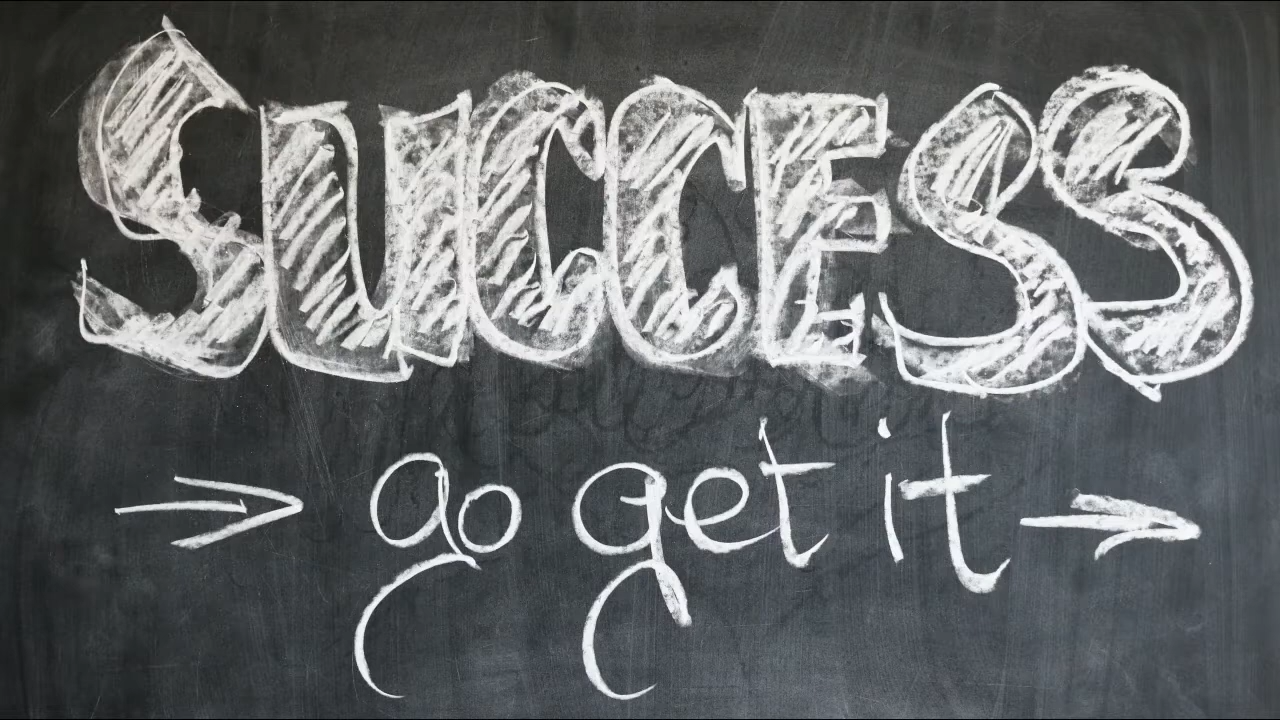 SUCCESS
→ go get it →